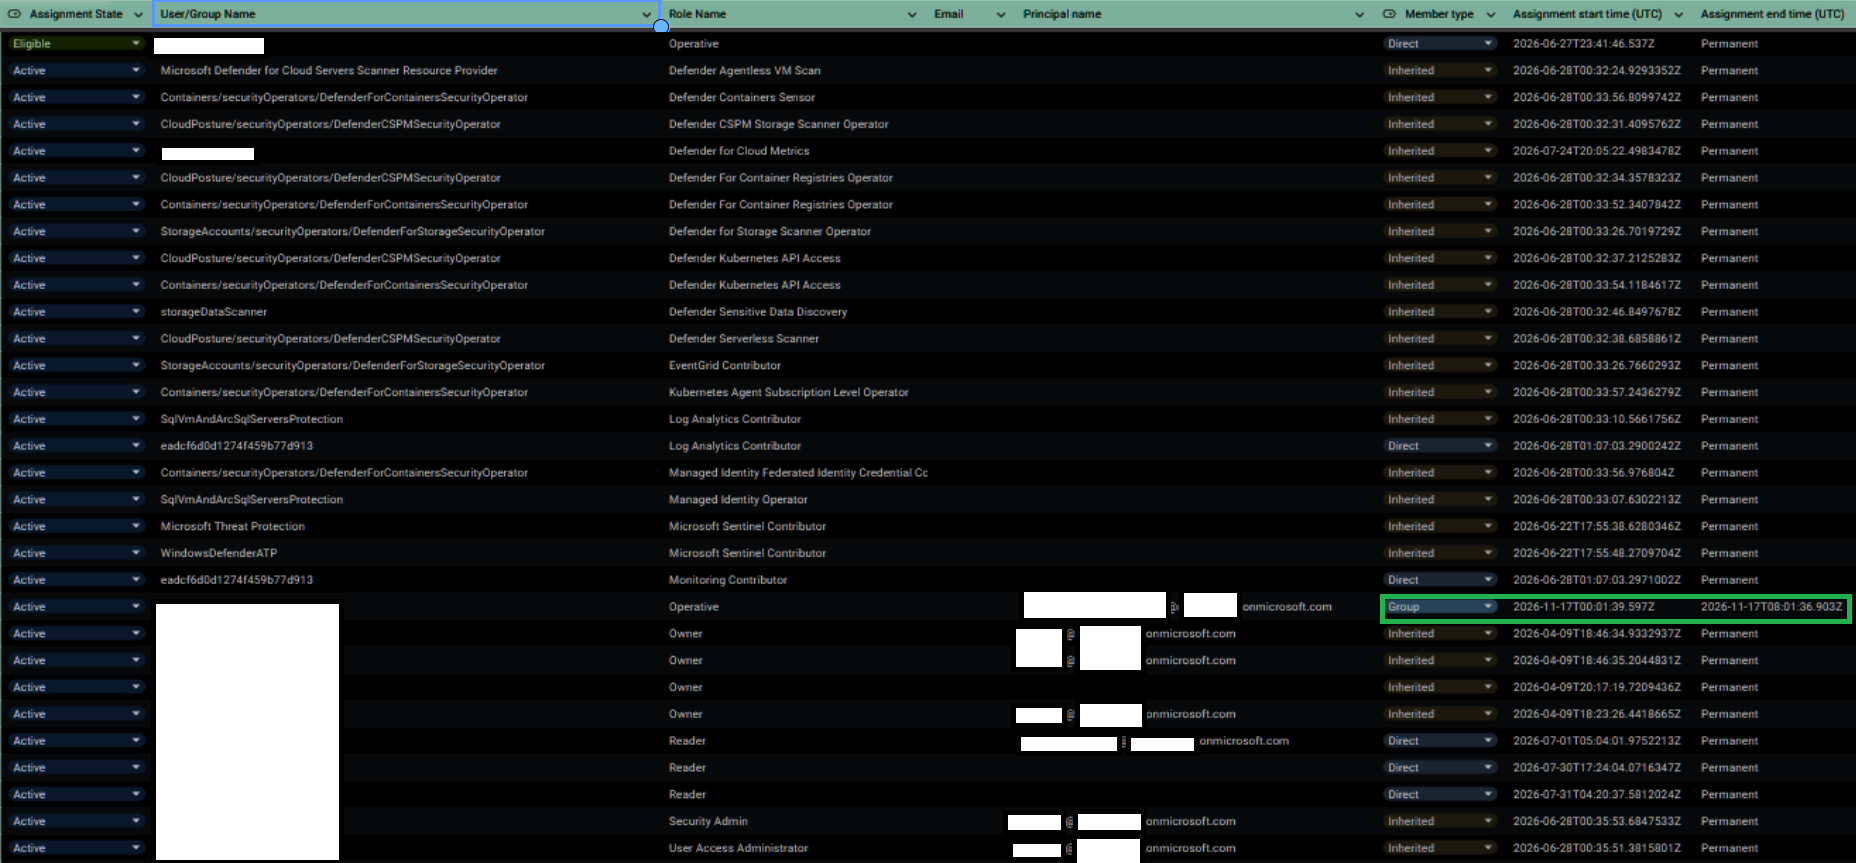 Assignment State User/Group Name Role Name Email Principal name Member type Assignment start time (UTC) Assignment end time (UTC)
Eligible Operative Direct 2026-06-27T23:41:46.537Z Permanent
Active Microsoft Defender for Cloud Servers Scanner Resource Provider Defender Agentless VM Scan Inherited 2026-06-28T00:32:24.9293352Z Permanent
Active Containers/securityOperators/DefenderForContainersSecurityOperator Defender Containers Sensor Inherited 2026-06-28T00:33:56.8099742Z Permanent
Active CloudPosture/securityOperators/DefenderCSPMSecurityOperator Defender CSPM Storage Scanner Operator Inherited 2026-06-28T00:32:31.4095762Z Permanent
Active Defender for Cloud Metrics Inherited 2026-07-24T20:05:22.4983478Z Permanent
Active CloudPosture/securityOperators/DefenderCSPMSecurityOperator Defender For Container Registries Operator Inherited 2026-06-28T00:32:34.3578323Z Permanent
Active Containers/securityOperators/DefenderForContainersSecurityOperator Defender For Container Registries Operator Inherited 2026-06-28T00:33:52.3407842Z Permanent
Active StorageAccounts/securityOperators/DefenderForStorageSecurityOperator Defender for Storage Scanner Operator Inherited 2026-06-28T00:33:26.7019729Z Permanent
Active CloudPosture/securityOperators/DefenderCSPMSecurityOperator Defender Kubernetes API Access Inherited 2026-06-28T00:32:37.2125283Z Permanent
Active Containers/securityOperators/DefenderForContainersSecurityOperator Defender Kubernetes API Access Inherited 2026-06-28T00:33:54.1184617Z Permanent
Active storageDataScanner Defender Sensitive Data Discovery Inherited 2026-06-28T00:32:46.8497678Z Permanent
Active CloudPosture/securityOperators/DefenderCSPMSecurityOperator Defender Serverless Scanner Inherited 2026-06-28T00:32:38.6858861Z Permanent
Active StorageAccounts/securityOperators/DefenderForStorageSecurityOperator EventGrid Contributor Inherited 2026-06-28T00:33:26.7660293Z Permanent
Active Containers/securityOperators/DefenderForContainersSecurityOperator Kubernetes Agent Subscription Level Operator Inherited 2026-06-28T00:33:57.2436279Z Permanent
Active SqlVmAndArcSqlServersProtection Log Analytics Contributor Inherited 2026-06-28T00:33:10.5661756Z Permanent
Active eadcf6d0d1274f459b77d913 Log Analytics Contributor Direct 2026-06-28T01:07:03.2900242Z Permanent
Active Containers/securityOperators/DefenderForContainersSecurityOperator Managed Identity Federated Identity Credential Cc Inherited 2026-06-28T00:33:56.976804Z Permanent
Active SqlVmAndArcSqlServersProtection Managed Identity Operator Inherited 2026-06-28T00:33:07.6302213Z Permanent
Active Microsoft Threat Protection Microsoft Sentinel Contributor Inherited 2026-06-22T17:55:38.6280346Z Permanent
Active WindowsDefenderATP Microsoft Sentinel Contributor Inherited 2026-06-22T17:55:48.2709704Z Permanent
Active eadcf6d0d1274f459b77d913 Monitoring Contributor Direct 2026-06-28T01:07:03.2971002Z Permanent
Active Operative @ onmicrosoft.com Group 2026-11-17T00:01:39.597Z 2026-11-17T08:01:36.903Z
Active Owner @ onmicrosoft.com Inherited 2026-04-09T18:46:34.9332937Z Permanent
Active Owner @ onmicrosoft.com Inherited 2026-04-09T18:46:35.2044831Z Permanent
Active Owner Inherited 2026-04-09T20:17:19.7209436Z Permanent
Active Owner @ onmicrosoft.com Inherited 2026-04-09T18:23:26.4418665Z Permanent
Active Reader onmicrosoft.com Direct 2026-07-01T05:04:01.9752213Z Permanent
Active Reader Direct 2026-07-30T17:24:04.0716347Z Permanent
Active Reader Direct 2026-07-31T04:20:37.5812024Z Permanent
Active Security Admin @ onmicrosoft.com Inherited 2026-06-28T00:35:53.6847533Z Permanent
Active User Access Administrator @ onmicrosoft.com Inherited 2026-06-28T00:35:51.3815801Z Permanent